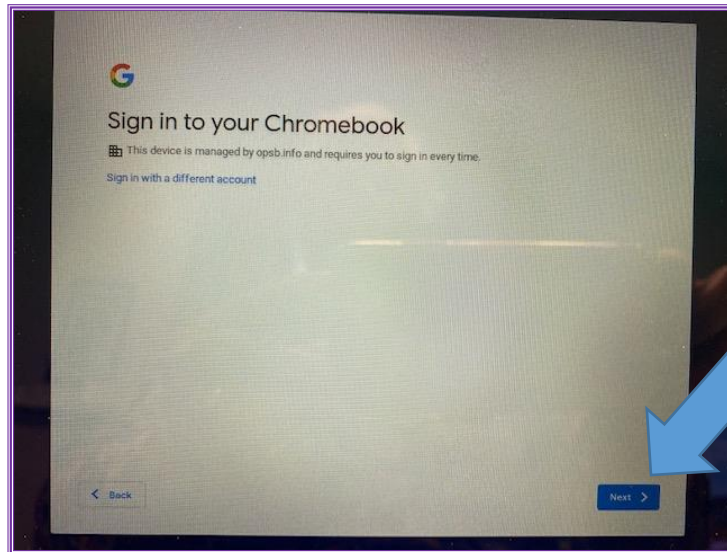 Sign in to your Chromebook
This device is managed by opsb.info and requires you to sign in every time.
Sign in with a different account
Back
Next